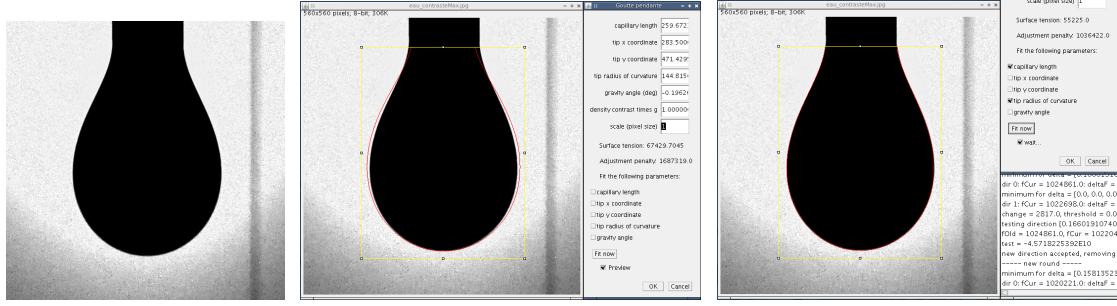 eau_contrasteMax.jpg
560x560 pixels; 8-bit; 306K
Goutte pendante
capillary length 259.672
tip x coordinate 283.500
tip y coordinate 471.429
tip radius of curvature 144.815
gravity angle (deg) -0.1962
density contrast times g 1.00000
scale (pixel size) 1
Surface tension: 67429.7045
Adjustment penalty: 1687319.0
Fit the following parameters:
capillary length
tip x coordinate
tip y coordinate
tip radius of curvature
gravity angle
Fit now
Preview
OK Cancel
eau_contrasteMax.jpg
560x560 pixels; 8-bit; 306K
scale (pixel size) 1
Surface tension: 55225.0
Adjustment penalty: 1036422.0
Fit the following parameters:
capillary length
tip x coordinate
tip y coordinate
tip radius of curvature
gravity angle
Fit now
wait...
OK Cancel
dir 0: fCur = 1024861.0: deltaF =
minimum for delta = [0.0, 0.0, 0.0
dir 1: fCur = 1022698.0: deltaF =
change = 2817.0, threshold = 0.0
testing direction [0.16601910740
fOld = 1024861.0, fCur = 102204
test = -4.5718225392E10
new direction accepted, removing
----- new round -----
minimum for delta = [0.15813523
dir 0: fCur = 1020221.0: deltaF =